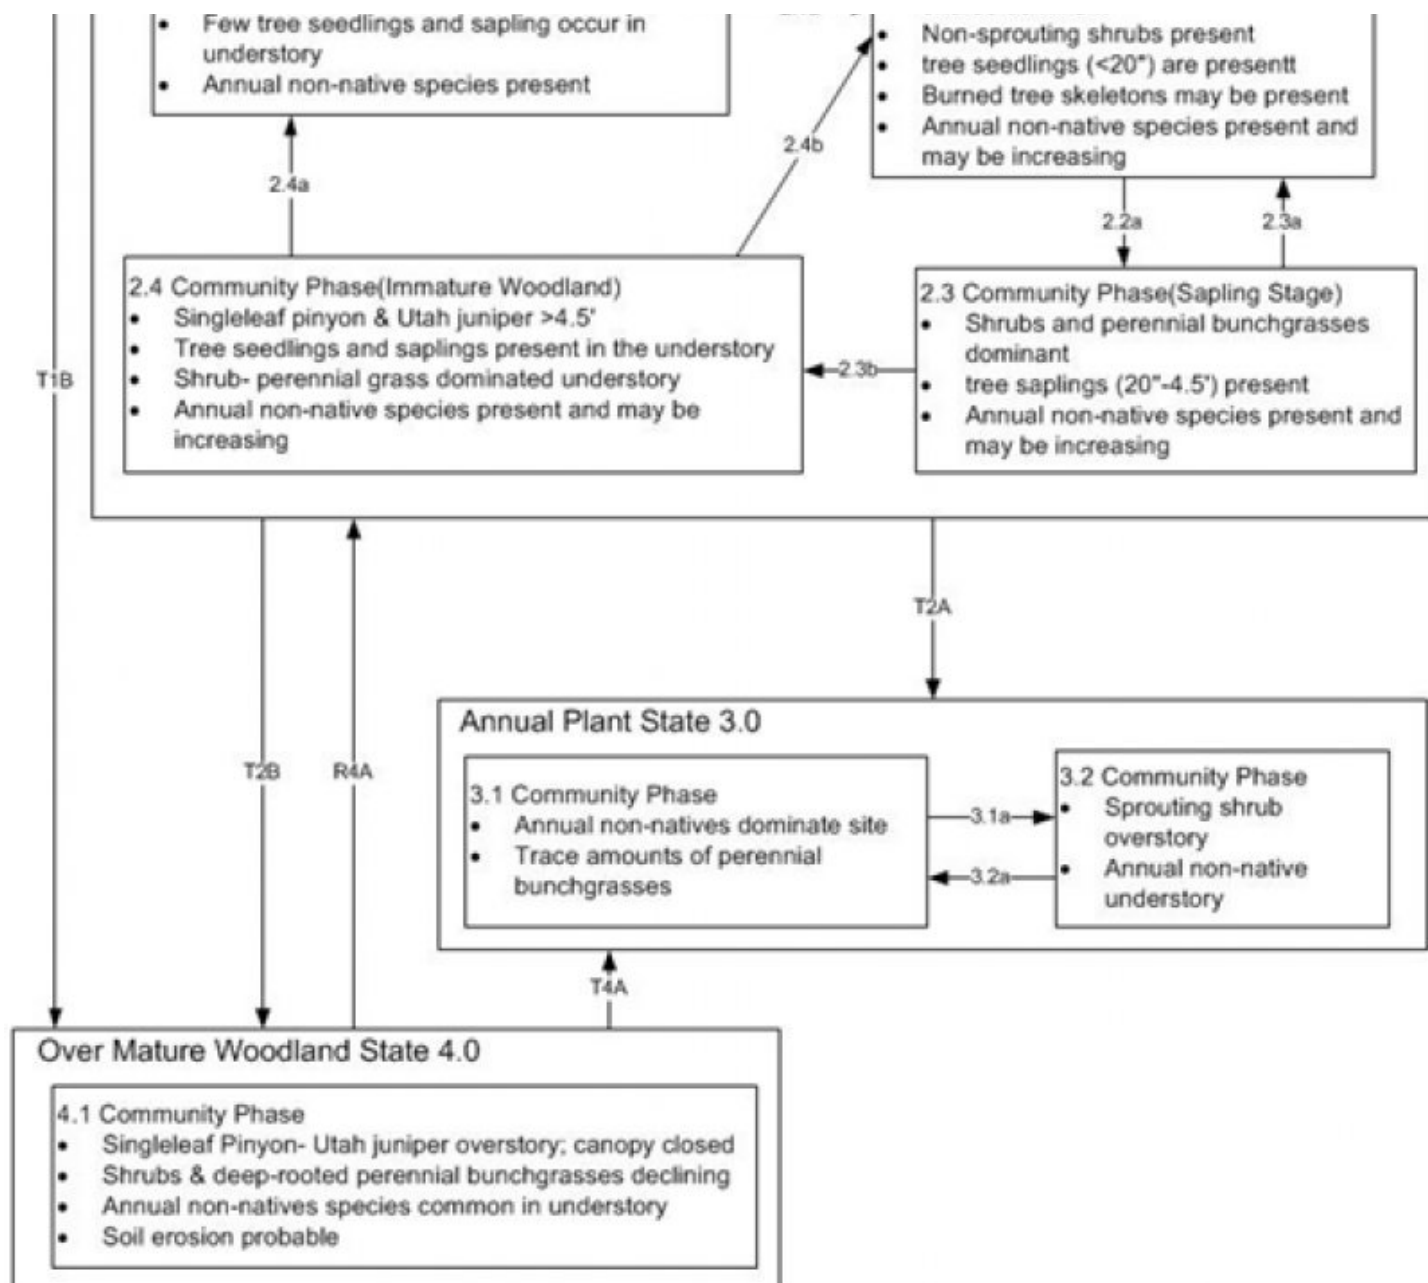 Few tree seedlings and sapling occur in
understory
Annual non-native species present
Non-sprouting shrubs present
tree seedlings (<20") are presentt
Burned tree skeletons may be present
Annual non-native species present and
may be increasing
2.4b
2.4a
2.2a
2.3a
2.4 Community Phase(Immature Woodland)
• Singleleaf pinyon & Utah juniper >4.5'
• Tree seedlings and saplings present in the understory
• Shrub- perennial grass dominated understory
• Annual non-native species present and may be
increasing
2.3b
2.3 Community Phase(Sapling Stage)
• Shrubs and perennial bunchgrasses
dominant
• tree saplings (20"-4.5') present
• Annual non-native species present and
may be increasing
T1B
T2A
T2B
R4A
Annual Plant State 3.0
3.1 Community Phase
• Annual non-natives dominate site
• Trace amounts of perennial
bunchgrasses
3.1a
3.2a
3.2 Community Phase
• Sprouting shrub
overstory
• Annual non-native
understory
T4A
Over Mature Woodland State 4.0
4.1 Community Phase
• Singleleaf Pinyon- Utah juniper overstory; canopy closed
• Shrubs & deep-rooted perennial bunchgrasses declining
• Annual non-natives species common in understory
• Soil erosion probable